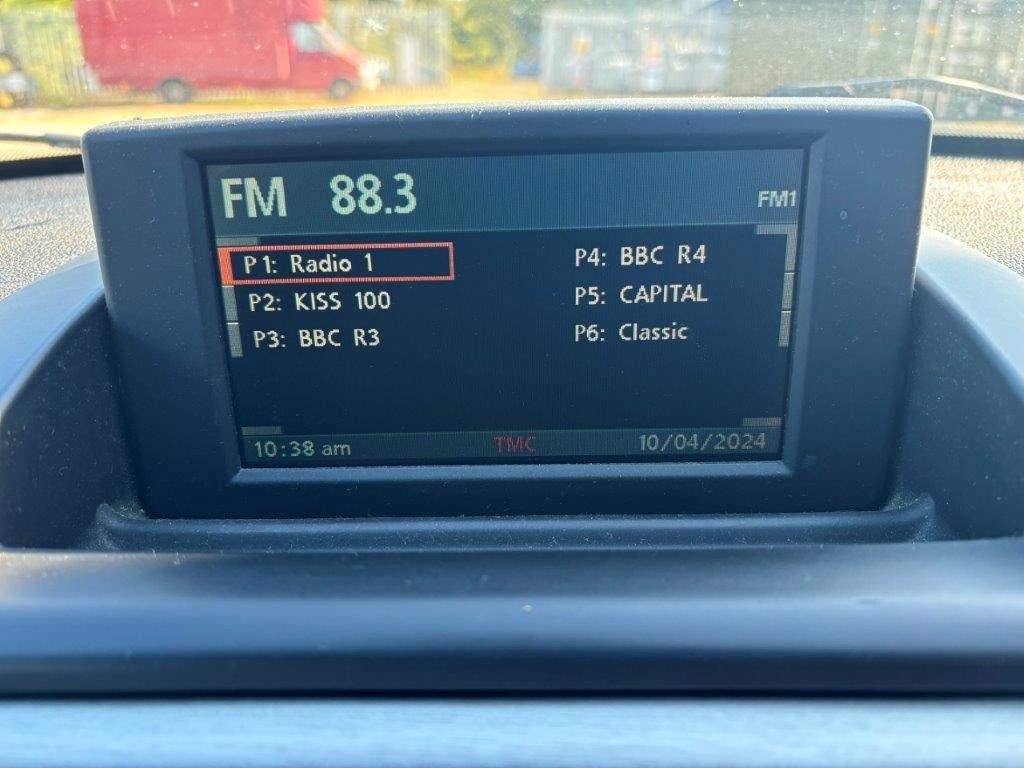 FM 88.3 FM1
P1: Radio 1
P2: KISS 100
P3: BBC R3
P4: BBC R4
P5: CAPITAL
P6: Classic
10:38 am TMC 10/04/2024